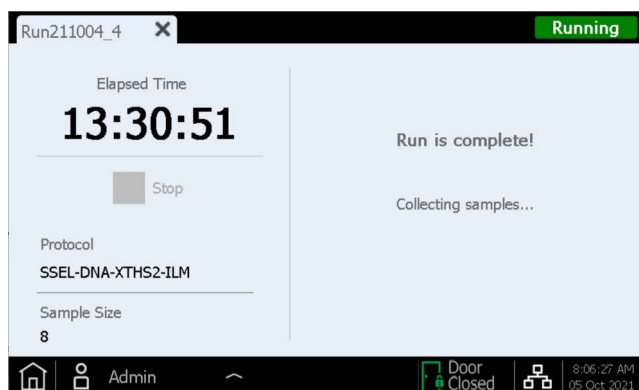 Run211004_4
Running
Elapsed Time
13:30:51
Stop
Protocol
SSEL-DNA-XTHS2-ILM
Sample Size
8
Run is complete!
Collecting samples...
Admin
Door
Closed
8:06:27 AM
05 Oct 2021